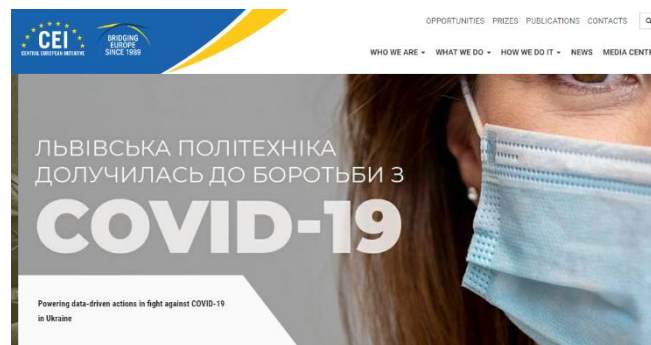 OPPORTUNITIES PRIZES PUBLICATIONS CONTACTS
CEI
CENTRAL EUROPEAN INITIATIVE
BRIDGING
EUROPE
SINCE 1989
WHO WE ARE WHAT WE DO HOW WE DO IT NEWS MEDIA CENTR
ЛЬВІВСЬКА ПОЛІТЕХНІКА
ДОЛУЧИЛАСЬ ДО БОРОТЬБИ З
COVID-19
Powering data-driven actions in fight against COVID-19
in Ukraine